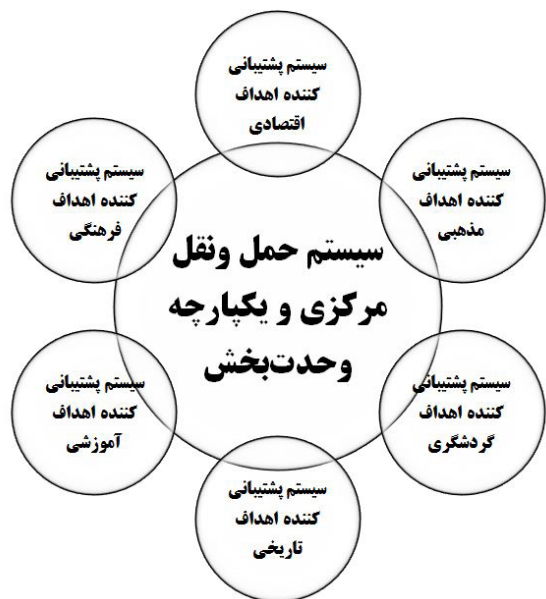 سیستم پشتیبانی
کننده اهداف
اقتصادی
سیستم پشتیبانی
کننده اهداف
مذهبی
سیستم پشتیبانی
کننده اهداف
فرهنگی
سیستم حمل ونقل
مرکزی و یکپارچه
وحدت‌بخش
سیستم پشتیبانی
کننده اهداف
گردشگری
سیستم پشتیبانی
کننده اهداف
آموزشی
سیستم پشتیبانی
کننده اهداف
تاریخی